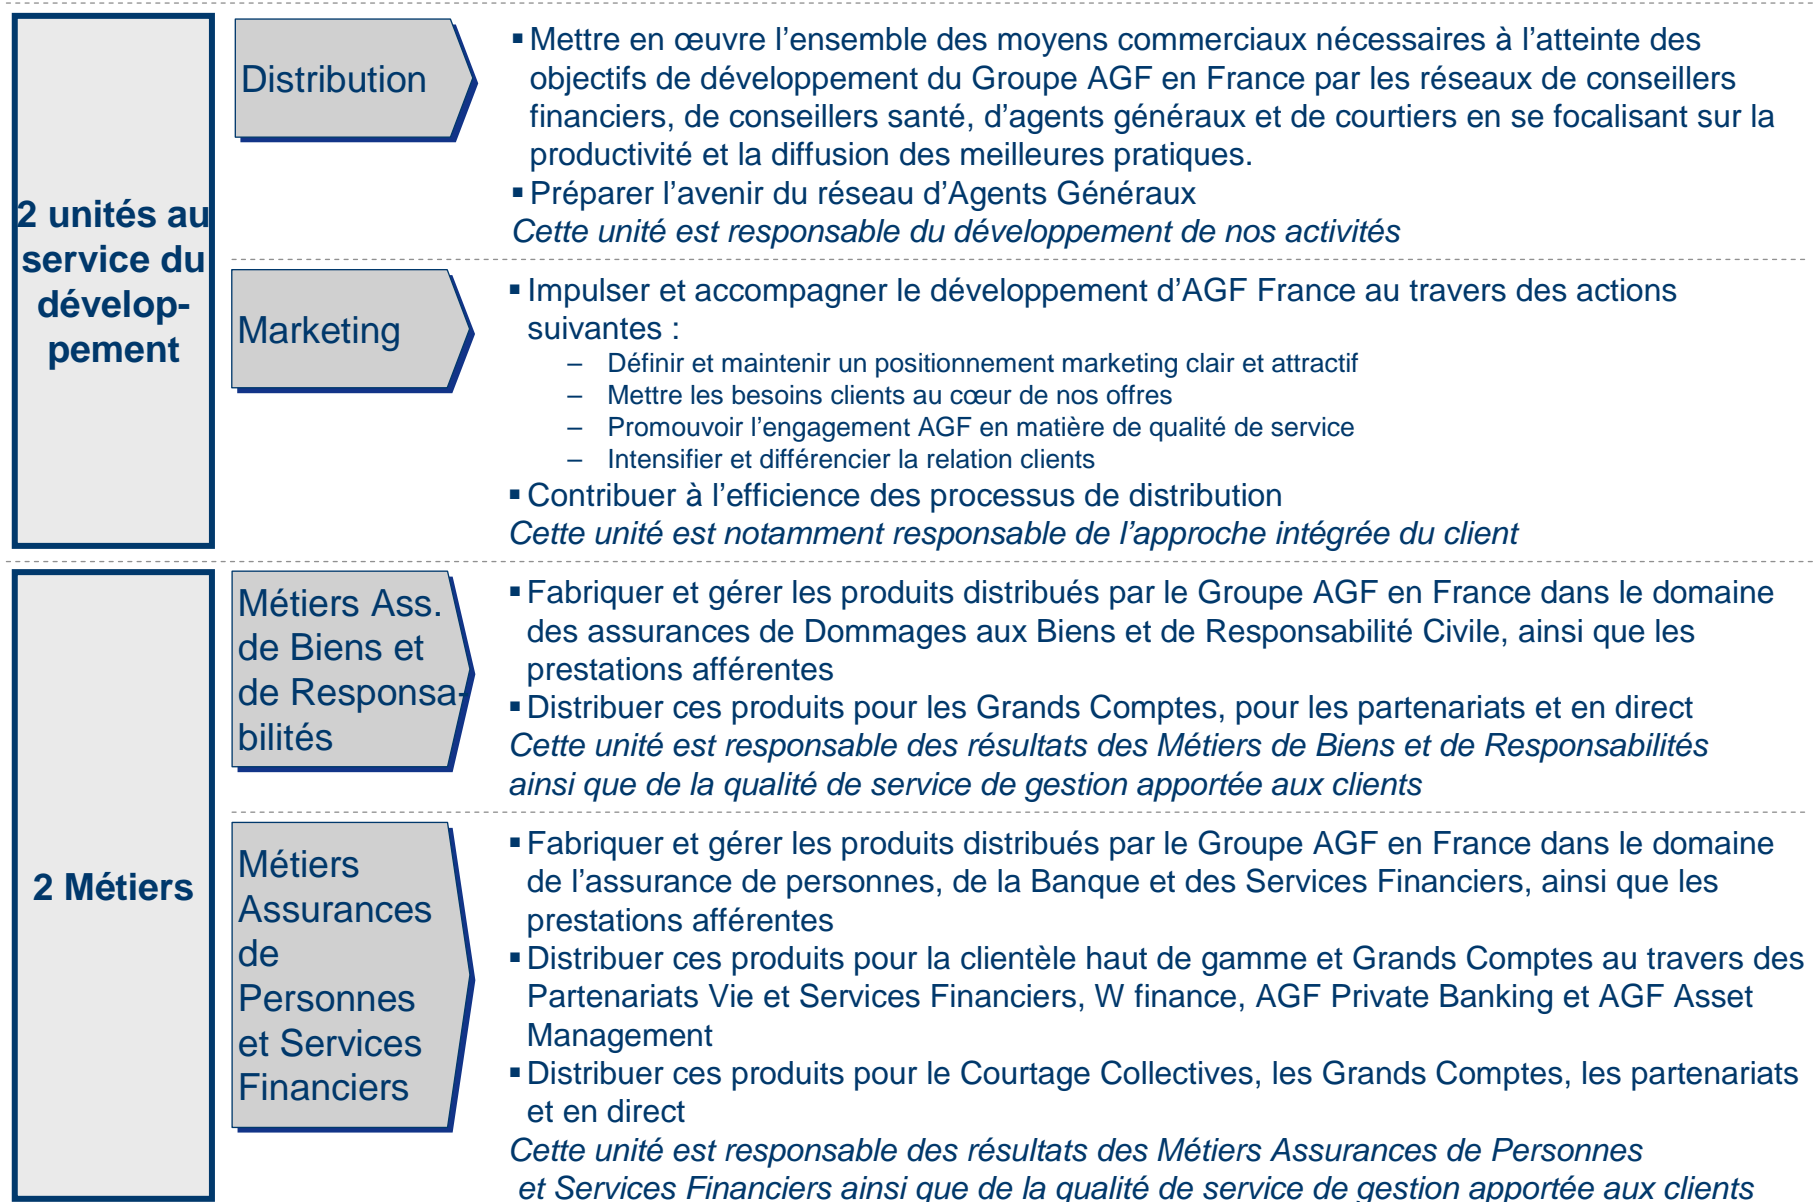 2 unités au
service du
dévelop-
pement
Distribution
▪ Mettre en œuvre l’ensemble des moyens commerciaux nécessaires à l’atteinte des
objectifs de développement du Groupe AGF en France par les réseaux de conseillers
financiers, de conseillers santé, d’agents généraux et de courtiers en se focalisant sur la
productivité et la diffusion des meilleures pratiques.
▪ Préparer l’avenir du réseau d’Agents Généraux
Cette unité est responsable du développement de nos activités
Marketing
▪ Impulser et accompagner le développement d’AGF France au travers des actions
suivantes :
– Définir et maintenir un positionnement marketing clair et attractif
– Mettre les besoins clients au cœur de nos offres
– Promouvoir l’engagement AGF en matière de qualité de service
– Intensifier et différencier la relation clients
▪ Contribuer à l’efficience des processus de distribution
Cette unité est notamment responsable de l’approche intégrée du client
2 Métiers
Métiers Ass.
de Biens et
de Responsa-
bilités
▪ Fabriquer et gérer les produits distribués par le Groupe AGF en France dans le domaine
des assurances de Dommages aux Biens et de Responsabilité Civile, ainsi que les
prestations afférentes
▪ Distribuer ces produits pour les Grands Comptes, pour les partenariats et en direct
Cette unité est responsable des résultats des Métiers de Biens et de Responsabilités
ainsi que de la qualité de service de gestion apportée aux clients
Métiers
Assurances
de
Personnes
et Services
Financiers
▪ Fabriquer et gérer les produits distribués par le Groupe AGF en France dans le domaine
de l’assurance de personnes, de la Banque et des Services Financiers, ainsi que les
prestations afférentes
▪ Distribuer ces produits pour la clientèle haut de gamme et Grands Comptes au travers des
Partenariats Vie et Services Financiers, W finance, AGF Private Banking et AGF Asset
Management
▪ Distribuer ces produits pour le Courtage Collectives, les Grands Comptes, les partenariats
et en direct
Cette unité est responsable des résultats des Métiers Assurances de Personnes
et Services Financiers ainsi que de la qualité de service de gestion apportée aux clients